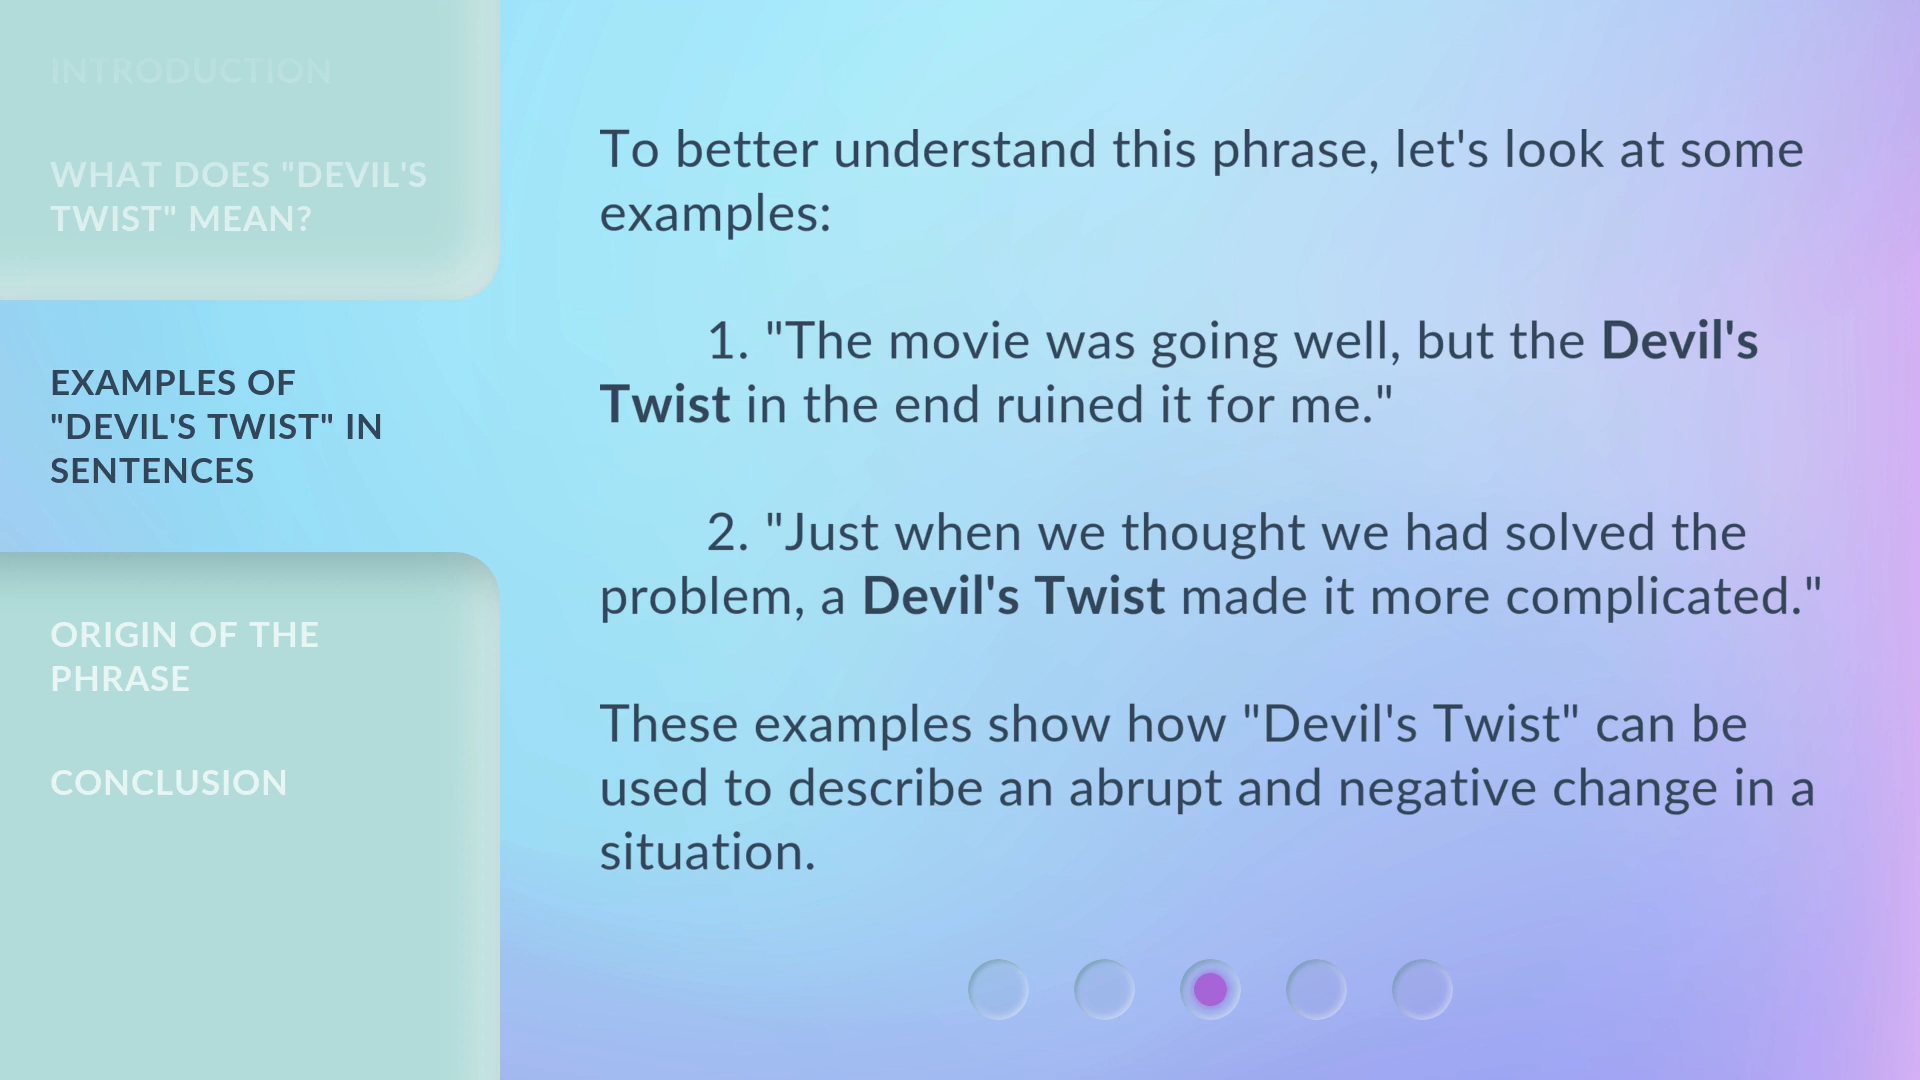 INTRODUCTION
WHAT DOES "DEVIL'S
TWIST" MEAN?
EXAMPLES OF
"DEVIL'S TWIST" IN
SENTENCES
ORIGIN OF THE
PHRASE
CONCLUSION
To better understand this phrase, let's look at some
examples:
1. "The movie was going well, but the Devil's
Twist in the end ruined it for me."
2. "Just when we thought we had solved the
problem, a Devil's Twist made it more complicated."
These examples show how "Devil's Twist" can be
used to describe an abrupt and negative change in a
situation.